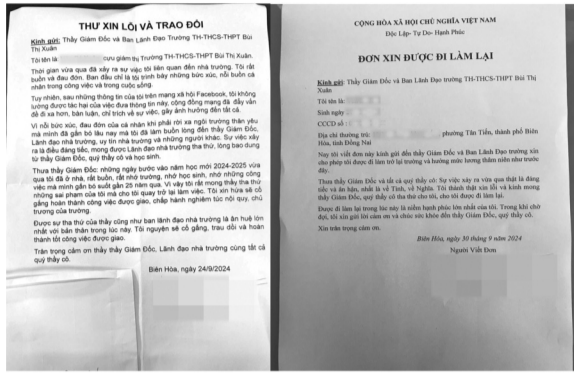 THƯ XIN LỖI VÀ TRAO ĐỔI
Kính gửi: Thầy Giám Đốc và Ban Lãnh Đạo Trường TH-THCS-THPT Bùi
Thị Xuân
Tôi tên là cựu giám thị Trường TH-THCS-THPT Bùi Thị Xuân.
Thời gian vừa qua đã xảy ra sự việc tôi liên quan đến nhà trường. Tôi rất
buồn và đau đớn. Ban đầu chỉ là tôi trình bày những bức xúc, nỗi buồn cá
nhân trong công việc và trong cuộc sống.
Tuy nhiên, sau những thông tin của tôi trên mạng xã hội Facebook, tôi không
lường được tác hại của việc đưa thông tin này, cộng đồng mạng đã đẩy vấn
đề đi xa hơn, bàn luận, chỉ trích về sự việc, gây ảnh hưởng đến tất cả.
Vì nỗi bức xúc, đau đớn của cá nhân khi phải rời xa ngôi trường thân yêu
mình đã gắn bó lâu nay mà tôi đã làm buồn lòng đến thầy Giám Đốc,
Lãnh đạo nhà trường, uy tín nhà trường và những người khác. Sự việc xảy
ra là điều đáng tiếc, mong được Lãnh đạo nhà trường tha thứ, lòng bao dung
từ thầy Giám Đốc, quý thầy cô và học sinh.
Thưa thầy Giám Đốc: những ngày bước vào năm học mới 2024-2025 vừa
qua tôi đã ở nhà, rất buồn, rất nhớ trường, nhớ học sinh, nhớ những công
việc mà mình gắn bó suốt gần 25 năm qua. Vì vậy tôi rất mong thầy tha thứ
những sai phạm của tôi mà cho tôi quay trở lại làm việc. Tôi xin hứa sẽ cố
gắng hoàn thành công việc được giao, chấp hành nghiêm túc nội quy, chủ
trương của trường.
Được sự tha thứ của thầy cũng như ban lãnh đạo nhà trường là ân huệ lớn
nhất với bản thân trong lúc này. Tôi nguyện sẽ cố gắng, trau dồi và hoàn
thành tốt công việc được giao.
Trân trọng cám ơn thầy thầy Giám Đốc, Lãnh đạo nhà trường cùng tất cả
quý thầy cô.
Biên Hòa, ngày 24/9/2024
CỘNG HÒA XÃ HỘI CHỦ NGHĨA VIỆT NAM
Độc Lập- Tự Do- Hạnh Phúc
ĐƠN XIN ĐƯỢC ĐI LÀM LẠI
Kính gửi: Thầy Giám Đốc và Ban Lãnh Đạo Trường TH-THCS-THPT Bùi Thị
Xuân
Tôi tên là
Sinh ngày
CCCD số
Địa chỉ thường trú: phường Tân Tiến, thành phố Biên
Hòa, tỉnh Đồng Nai
Nay tôi viết đơn này kính gửi đến thầy Giám Đốc và Ban Lãnh Đạo trường xin
cho phép tôi được đi làm trở lại trường và hưởng mức lương thâm niên như trước
đây.
Thưa thầy Giám Đốc và tất cả quý thầy cô: Sự việc xảy ra vừa qua thật là đáng
tiếc và ân hận, nhất là về Tình, về Nghĩa. Tôi thành thật xin lỗi và kính mong
thầy Giám Đốc, quý thầy cô tha thứ cho tôi, cho tôi được đi làm lại.
Được đi làm lại trong lúc này là niềm hạnh phúc lớn nhất của tôi. Trong khi chờ
đợi, tôi xin gửi lời cảm ơn và chúc sức khỏe đến thầy Giám Đốc, quý thầy cô.
Xin trân trọng cám ơn.
Biên Hòa, ngày 30 tháng 9 năm 2024
Người Viết Đơn